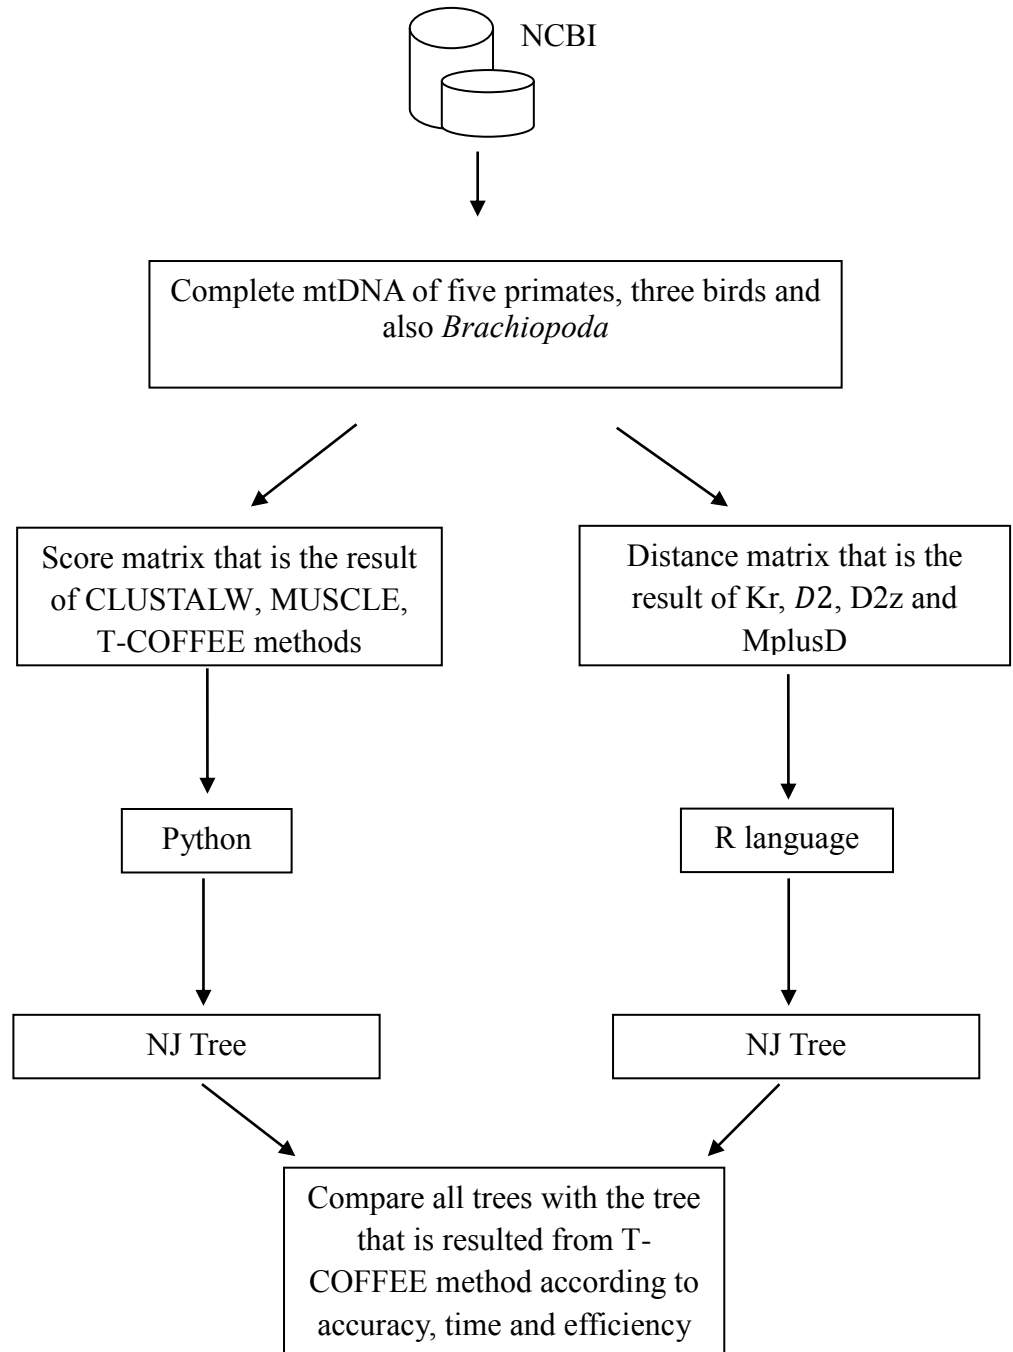 NCBI
Complete mtDNA of five primates, three birds and
also Brachiopoda
Score matrix that is the result
of CLUSTALW, MUSCLE,
T-COFFEE methods
Distance matrix that is the
result of Kr, D2, D2z and
MplusD
Python
R language
NJ Tree
NJ Tree
Compare all trees with the tree
that is resulted from T-
COFFEE method according to
accuracy, time and efficiency